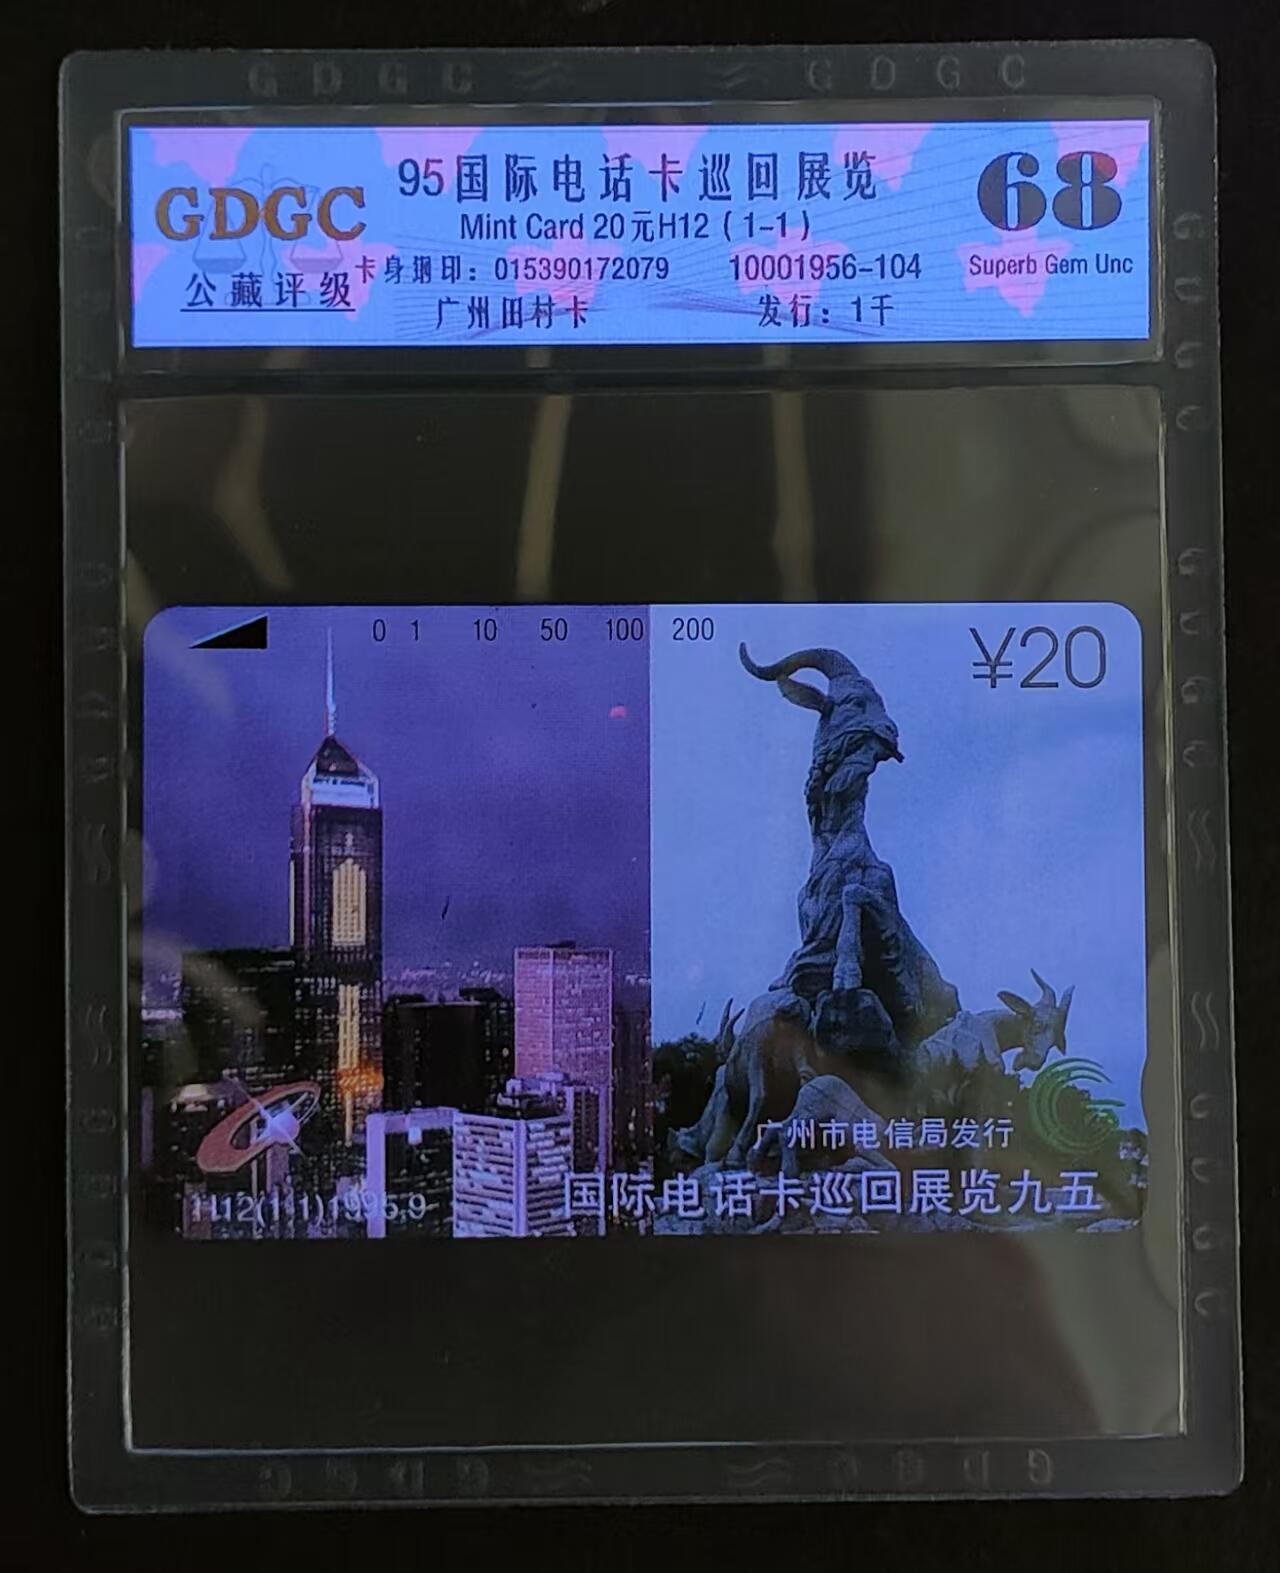 GDGC GDGC
95国际电话卡巡回展览
GDGC
Mint Card 20元H12（1-1）
68
公藏评级
卡身钢印：015390172079
10001956-104
Superb Gem Unc
广州田村卡
发行：1千
0 1 10 50 100 200
¥20
广州市电信局发行
国际电话卡巡回展览九五
H12(1-1)1995.9
GDGC GDGC